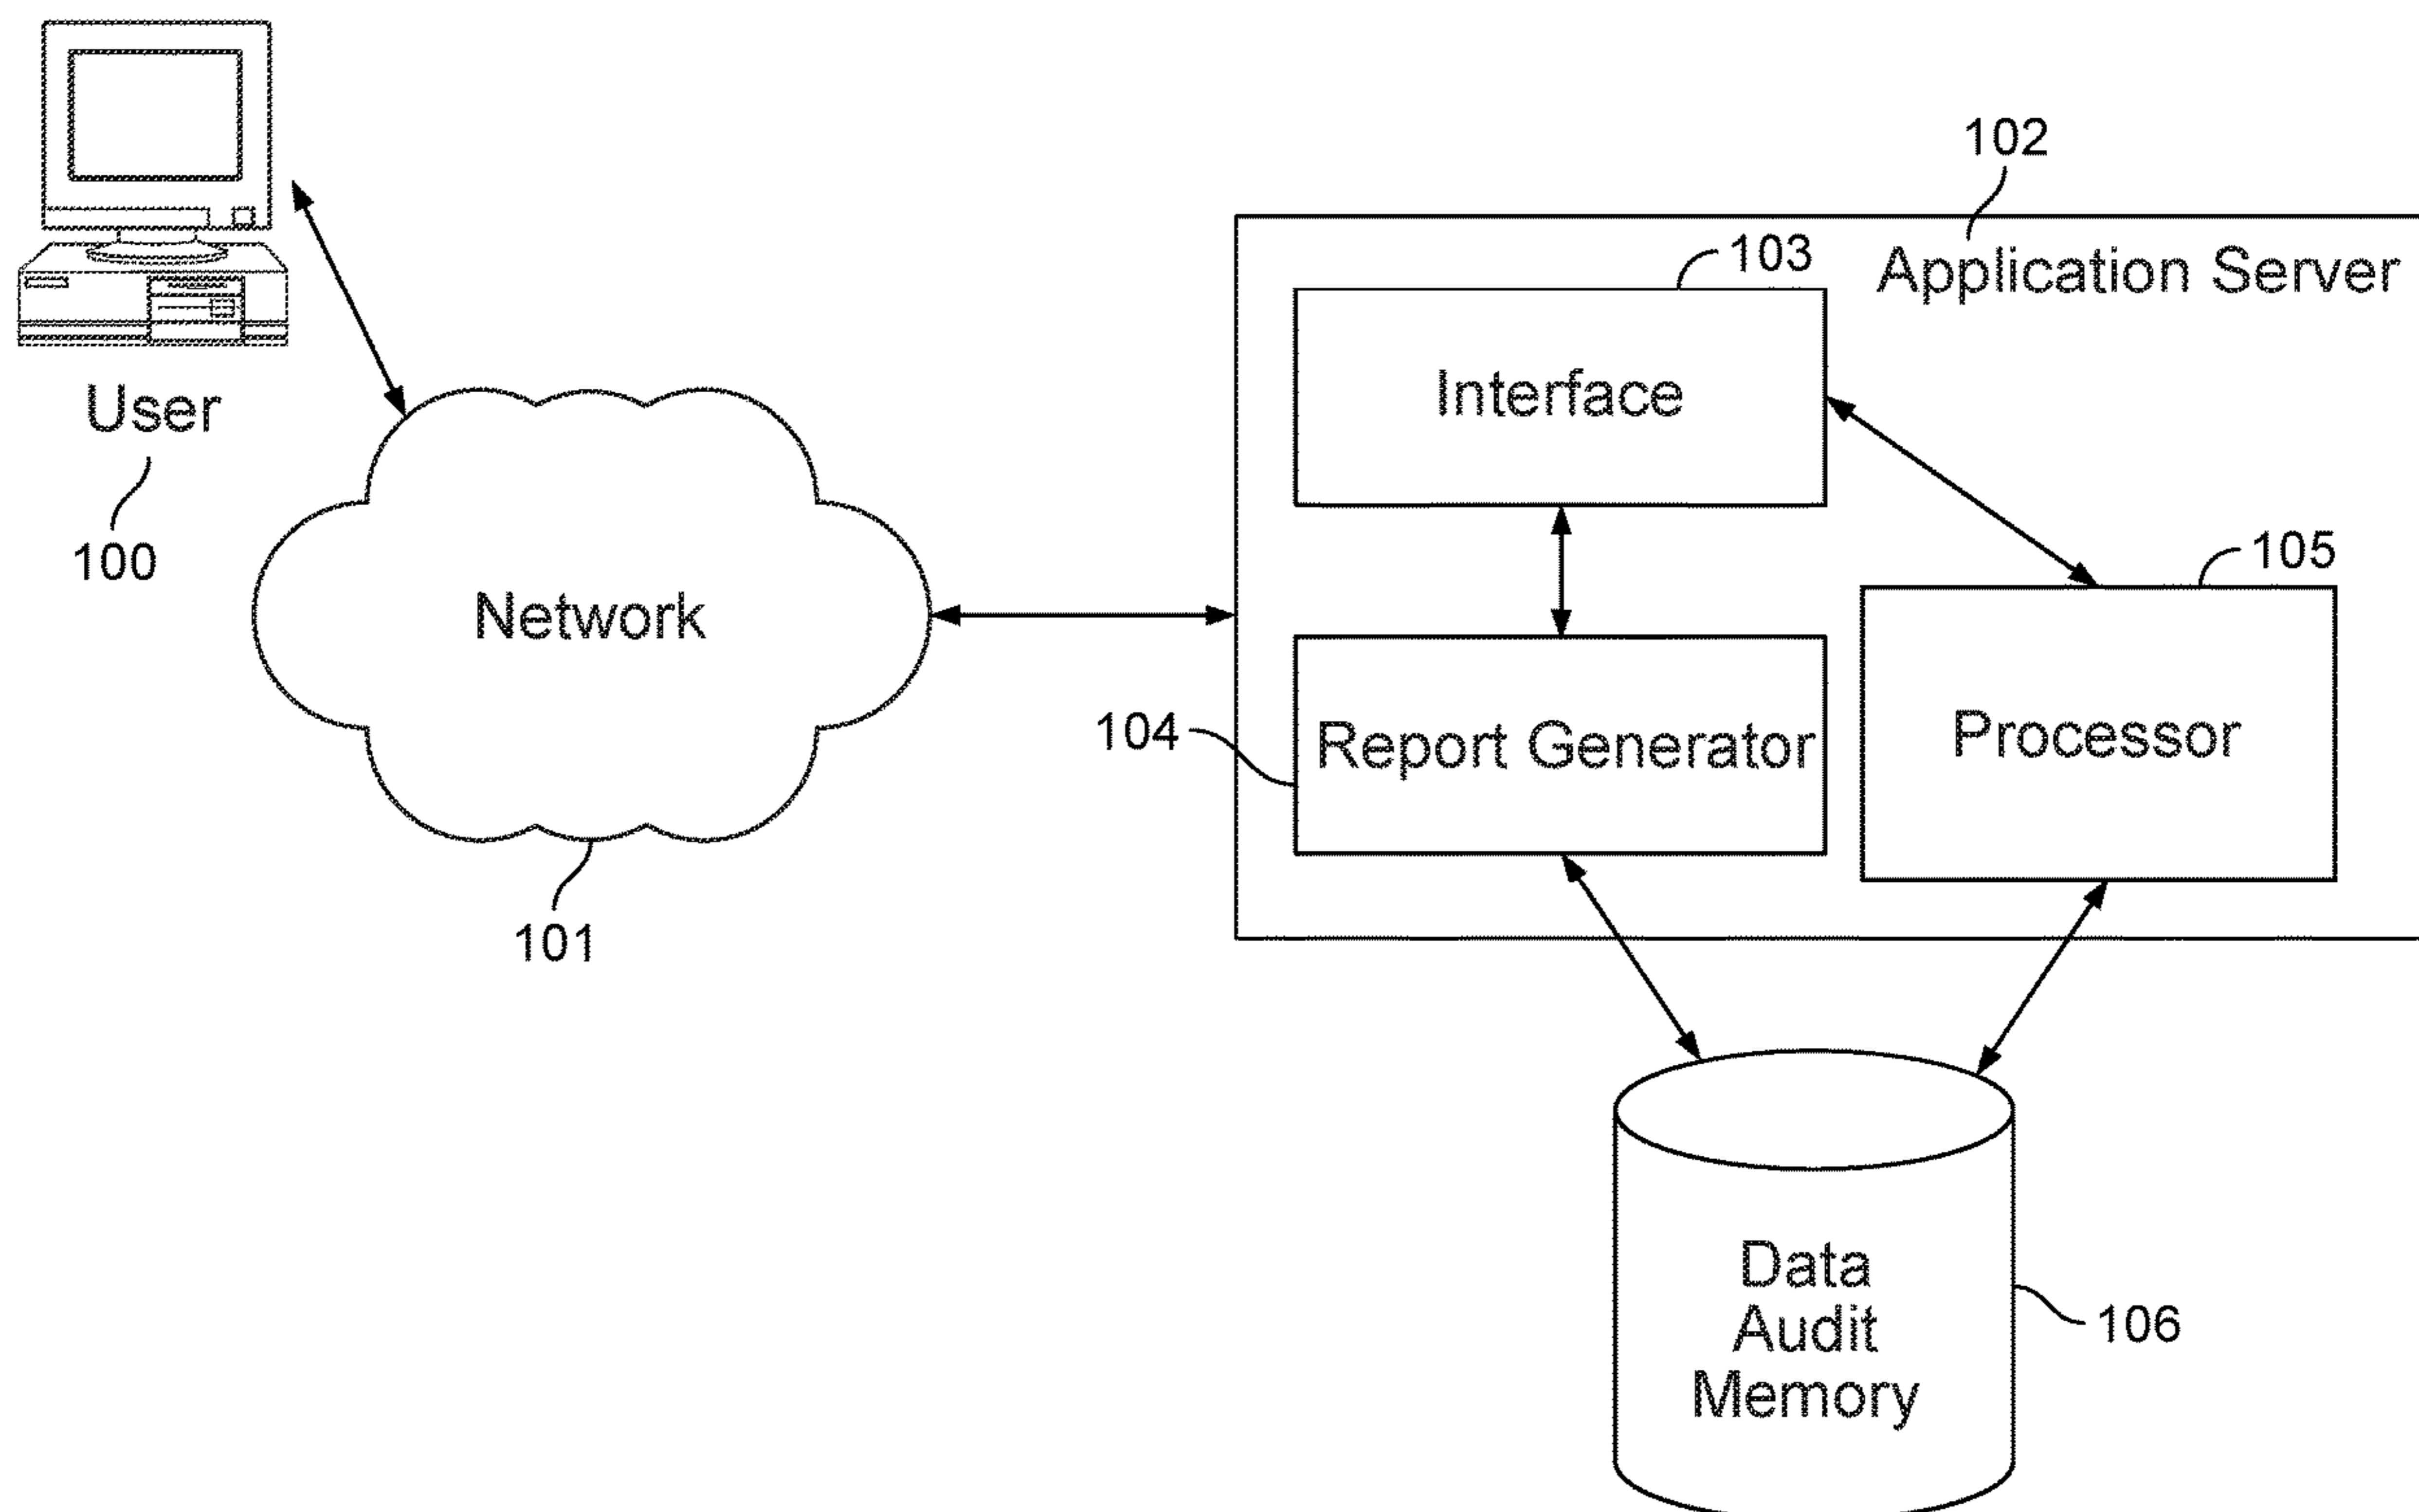 102
103
Application Server
Interface
User
100
105
Network
104
Report Generator
Processor
101
Data
Audit
Memory
106